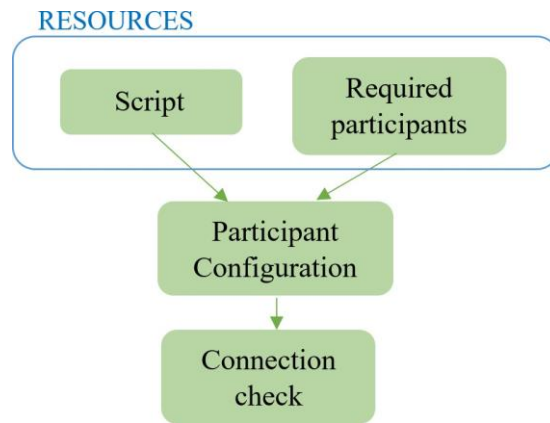 RESOURCES
Script
Required
participants
Participant
Configuration
Connection
check